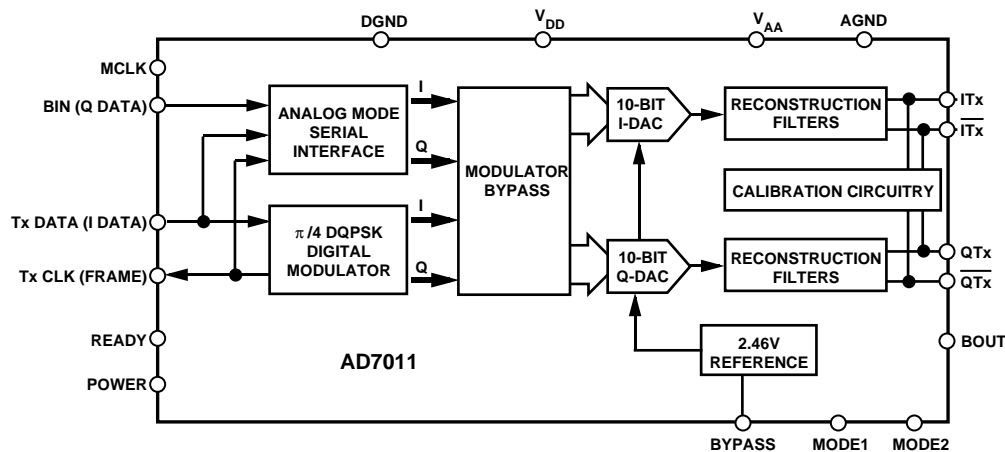 DGND
VDD
VAA
AGND
MCLK
BIN (Q DATA)
Tx DATA (I DATA)
Tx CLK (FRAME)
READY
POWER
ANALOG MODE
SERIAL
INTERFACE
I
Q
π/4 DQPSK
DIGITAL
MODULATOR
I
Q
MODULATOR
BYPASS
10-BIT
I-DAC
10-BIT
Q-DAC
RECONSTRUCTION
FILTERS
CALIBRATION CIRCUITRY
RECONSTRUCTION
FILTERS
2.46V
REFERENCE
AD7011
ITx
I̅T̅x̅
QTx
Q̅T̅x̅
BOUT
BYPASS
MODE1
MODE2